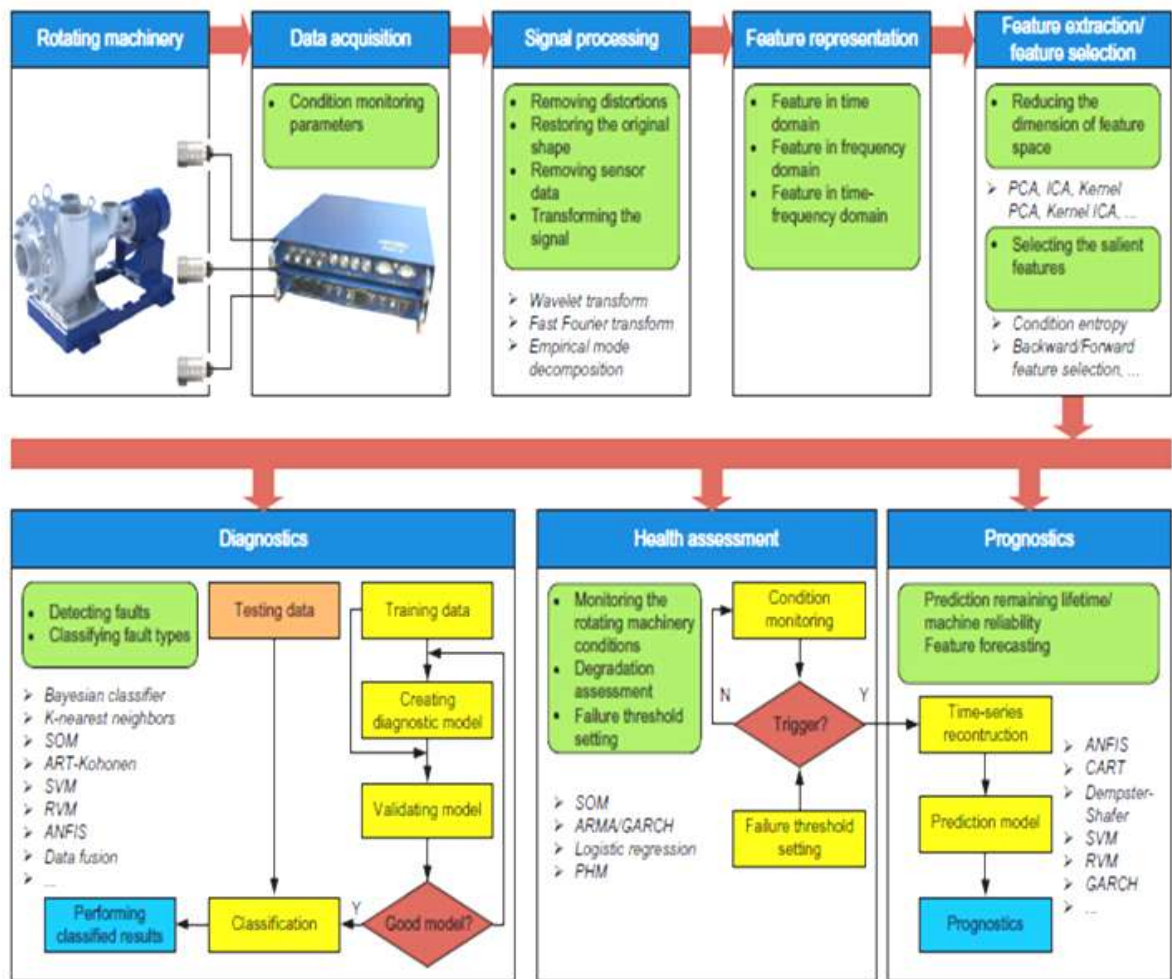 Rotating machinery
Data acquisition
Signal processing
Feature representation
Feature extraction/
feature selection
• Condition monitoring
parameters
• Removing distortions
• Restoring the original
shape
• Removing sensor
data
• Transforming the
signal
➢ Wavelet transform
➢ Fast Fourier transform
➢ Empirical mode
decomposition
• Feature in time
domain
• Feature in frequency
domain
• Feature in time-
frequency domain
• Reducing the
dimension of feature
space
➢ PCA, ICA, Kernel
PCA, Kernel ICA, ...
• Selecting the salient
features
➢ Condition entropy
➢ Backward/Forward
feature selection, ...
Diagnostics
• Detecting faults
• Classifying fault types
➢ Bayesian classifier
➢ K-nearest neighbors
➢ SOM
➢ ART-Kohonen
➢ SVM
➢ RVM
➢ ANFIS
➢ Data fusion
➢ ...
Testing data
Training data
Creating
diagnostic model
Validating model
Good model?
Y
Classification
Performing
classified results
Health assessment
• Monitoring the
rotating machinery
conditions
• Degradation
assessment
• Failure threshold
setting
➢ SOM
➢ ARMA/GARCH
➢ Logistic regression
➢ PHM
Condition
monitoring
N
Trigger?
Y
Failure threshold
setting
Prognostics
Prediction remaining lifetime/
machine reliability
Feature forecasting
Time-series
recontruction
Prediction model
Prognostics
➢ ANFIS
➢ CART
➢ Dempster-
Shafer
➢ SVM
➢ RVM
➢ GARCH
➢ ...